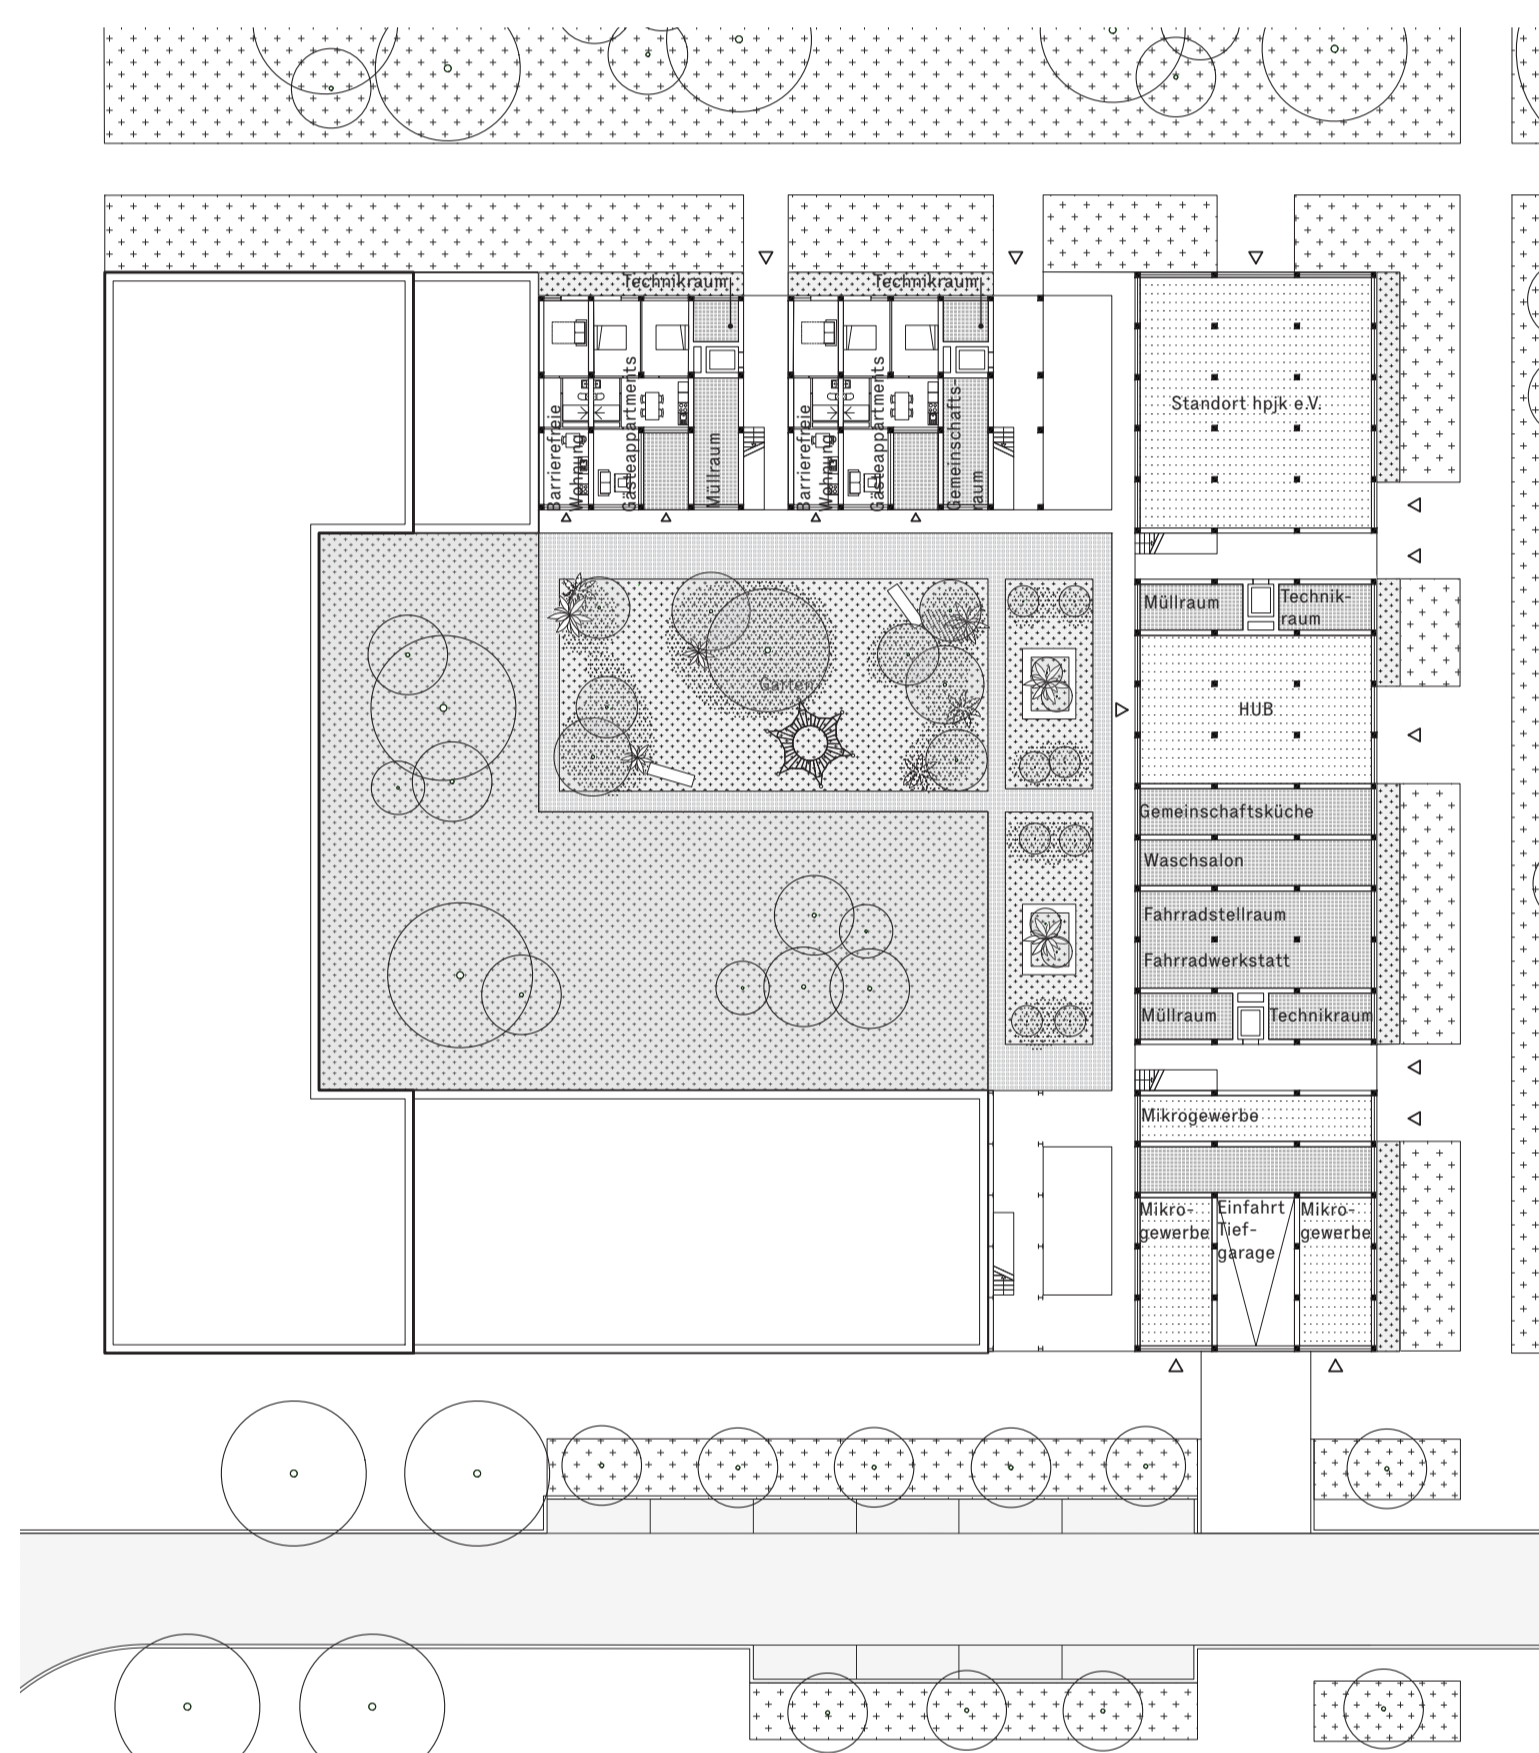 Technikraum
Technikraum
Barrierefreie
Wohnung
Gästeappartments
Müllraum
Barrierefreie
Wohnung
Gästeappartments
Gemeinschafts-
raum
Standort hpjk e.V.
Müllraum
Technik-
raum
Garten
HUB
Gemeinschaftsküche
Waschsalon
Fahrradstellraum
Fahrradwerkstatt
Müllraum
Technikraum
Mikrogewerbe
Mikro-
gewerbe
Einfahrt
Tief-
garage
Mikro-
gewerbe